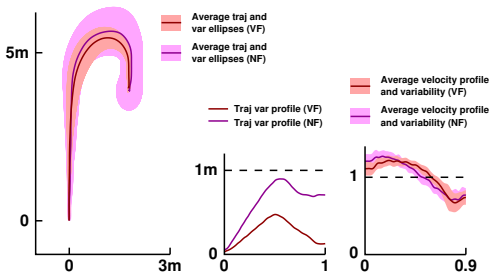 Average traj and
var ellipses (VF)
Average traj and
var ellipses (NF)
5m
0
0
3m
Traj var profile (VF)
Traj var profile (NF)
1m
0
0
1
Average velocity profile
and variability (VF)
Average velocity profile
and variability (NF)
1
0
0
0.9